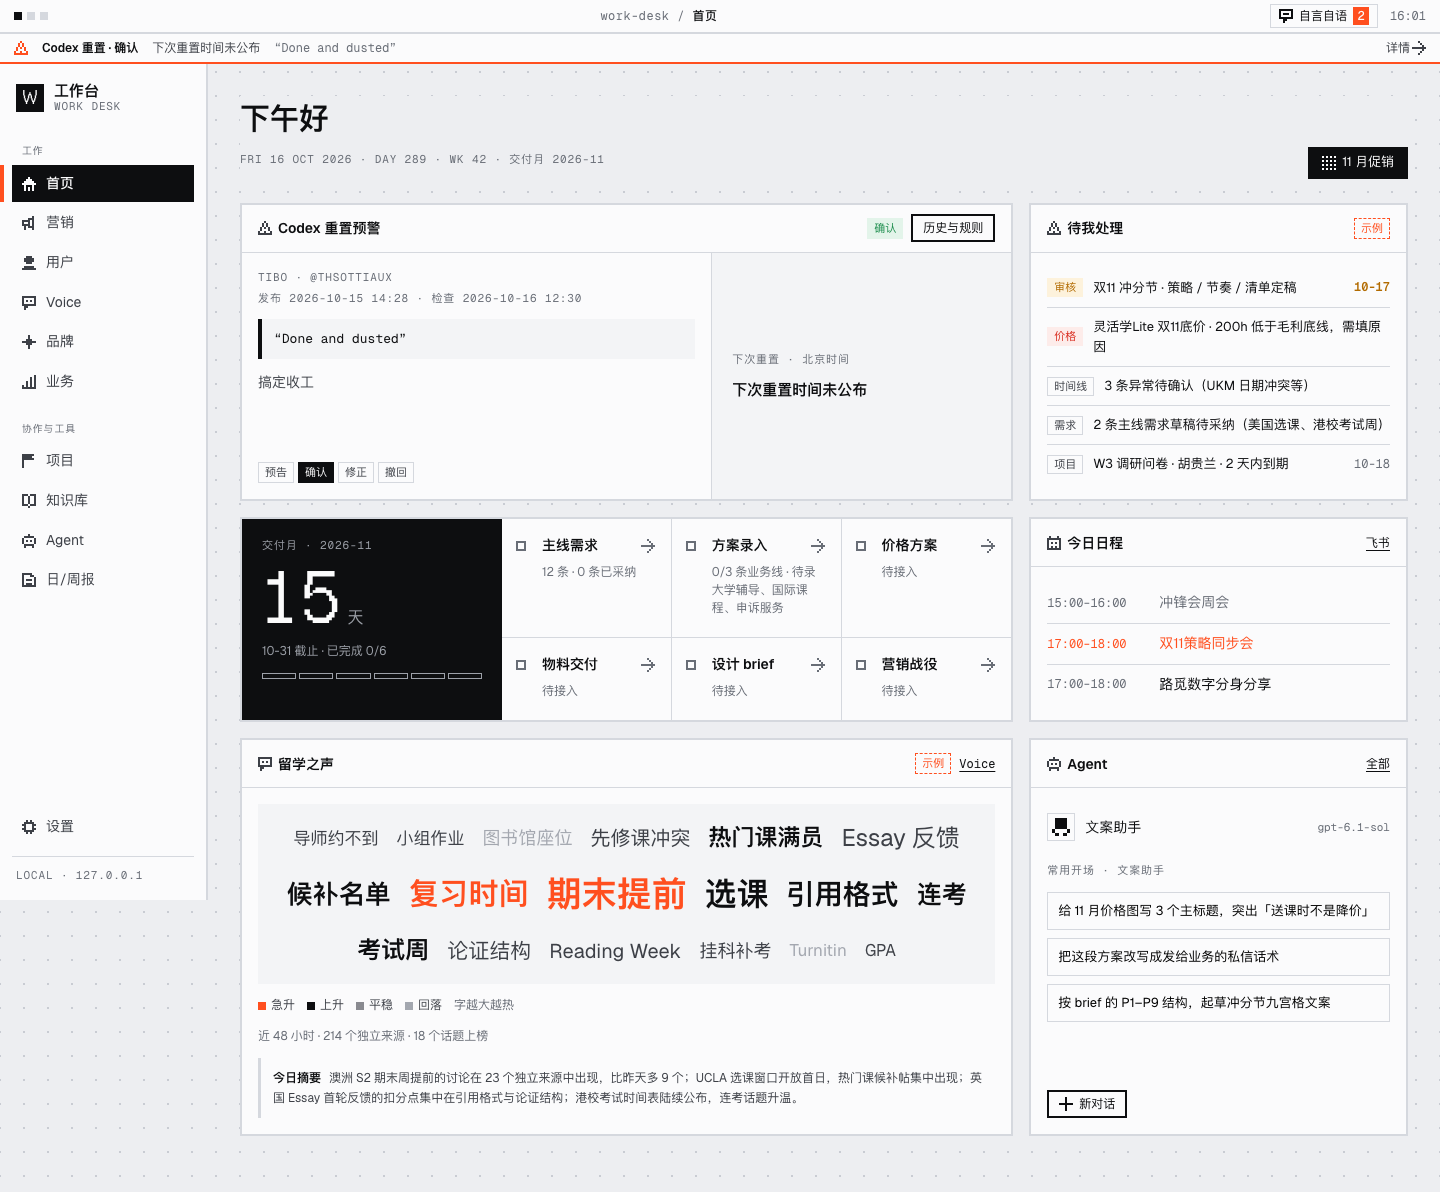 work-desk / 首页
自言自语 2
16:01
Codex 重置 · 确认 下次重置时间未公布 “Done and dusted”
详情
W
工作台
WORK DESK
工作
首页
营销
用户
Voice
品牌
业务
协作与工具
项目
知识库
Agent
日/周报
设置
LOCAL · 127.0.0.1
下午好
FRI 16 OCT 2026 · DAY 289 · WK 42 · 交付月 2026-11
11 月促销
Codex 重置预警
确认
历史与规则
TIBO · @THSOTTIAUX
发布 2026-10-15 14:28 · 检查 2026-10-16 12:30
“Done and dusted”
搞定收工
预告 确认 修正 撤回
下次重置 · 北京时间
下次重置时间未公布
待我处理
示例
审核 双11 冲分节 · 策略 / 节奏 / 清单定稿 10-17
价格 灵活学Lite 双11底价 · 200h 低于毛利底线，需填原
因
时间线 3 条异常待确认（UKM 日期冲突等）
需求 2 条主线需求草稿待采纳（美国选课、港校考试周）
项目 W3 调研问卷 · 胡贵兰 · 2 天内到期 10-18
交付月 · 2026-11
15 天
10-31 截止 · 已完成 0/6
主线需求
12 条 · 0 条已采纳
方案录入
0/3 条业务线 · 待录
大学辅导、国际课
程、申诉服务
价格方案
待接入
物料交付
待接入
设计 brief
待接入
营销战役
待接入
今日日程
飞书
15:00-16:00 冲锋会周会
17:00-18:00 双11策略同步会
17:00-18:00 路觅数字分身分享
留学之声
示例
Voice
导师约不到 小组作业 图书馆座位 先修课冲突 热门课满员 Essay 反馈
候补名单 复习时间 期末提前 选课 引用格式 连考
考试周 论证结构 Reading Week 挂科补考 Turnitin GPA
急升 上升 平稳 回落 字越大越热
近 48 小时 · 214 个独立来源 · 18 个话题上榜
今日摘要 澳洲 S2 期末周提前的讨论在 23 个独立来源中出现，比昨天多 9 个；UCLA 选课窗口开放首日，热门课候补帖集中出现；英
国 Essay 首轮反馈的扣分点集中在引用格式与论证结构；港校考试时间表陆续公布，连考话题升温。
Agent
全部
文案助手
gpt-6.1-sol
常用开场 · 文案助手
给 11 月价格图写 3 个主标题，突出「送课时不是降价」
把这段方案改写成发给业务的私信话术
按 brief 的 P1–P9 结构，起草冲分节九宫格文案
新对话